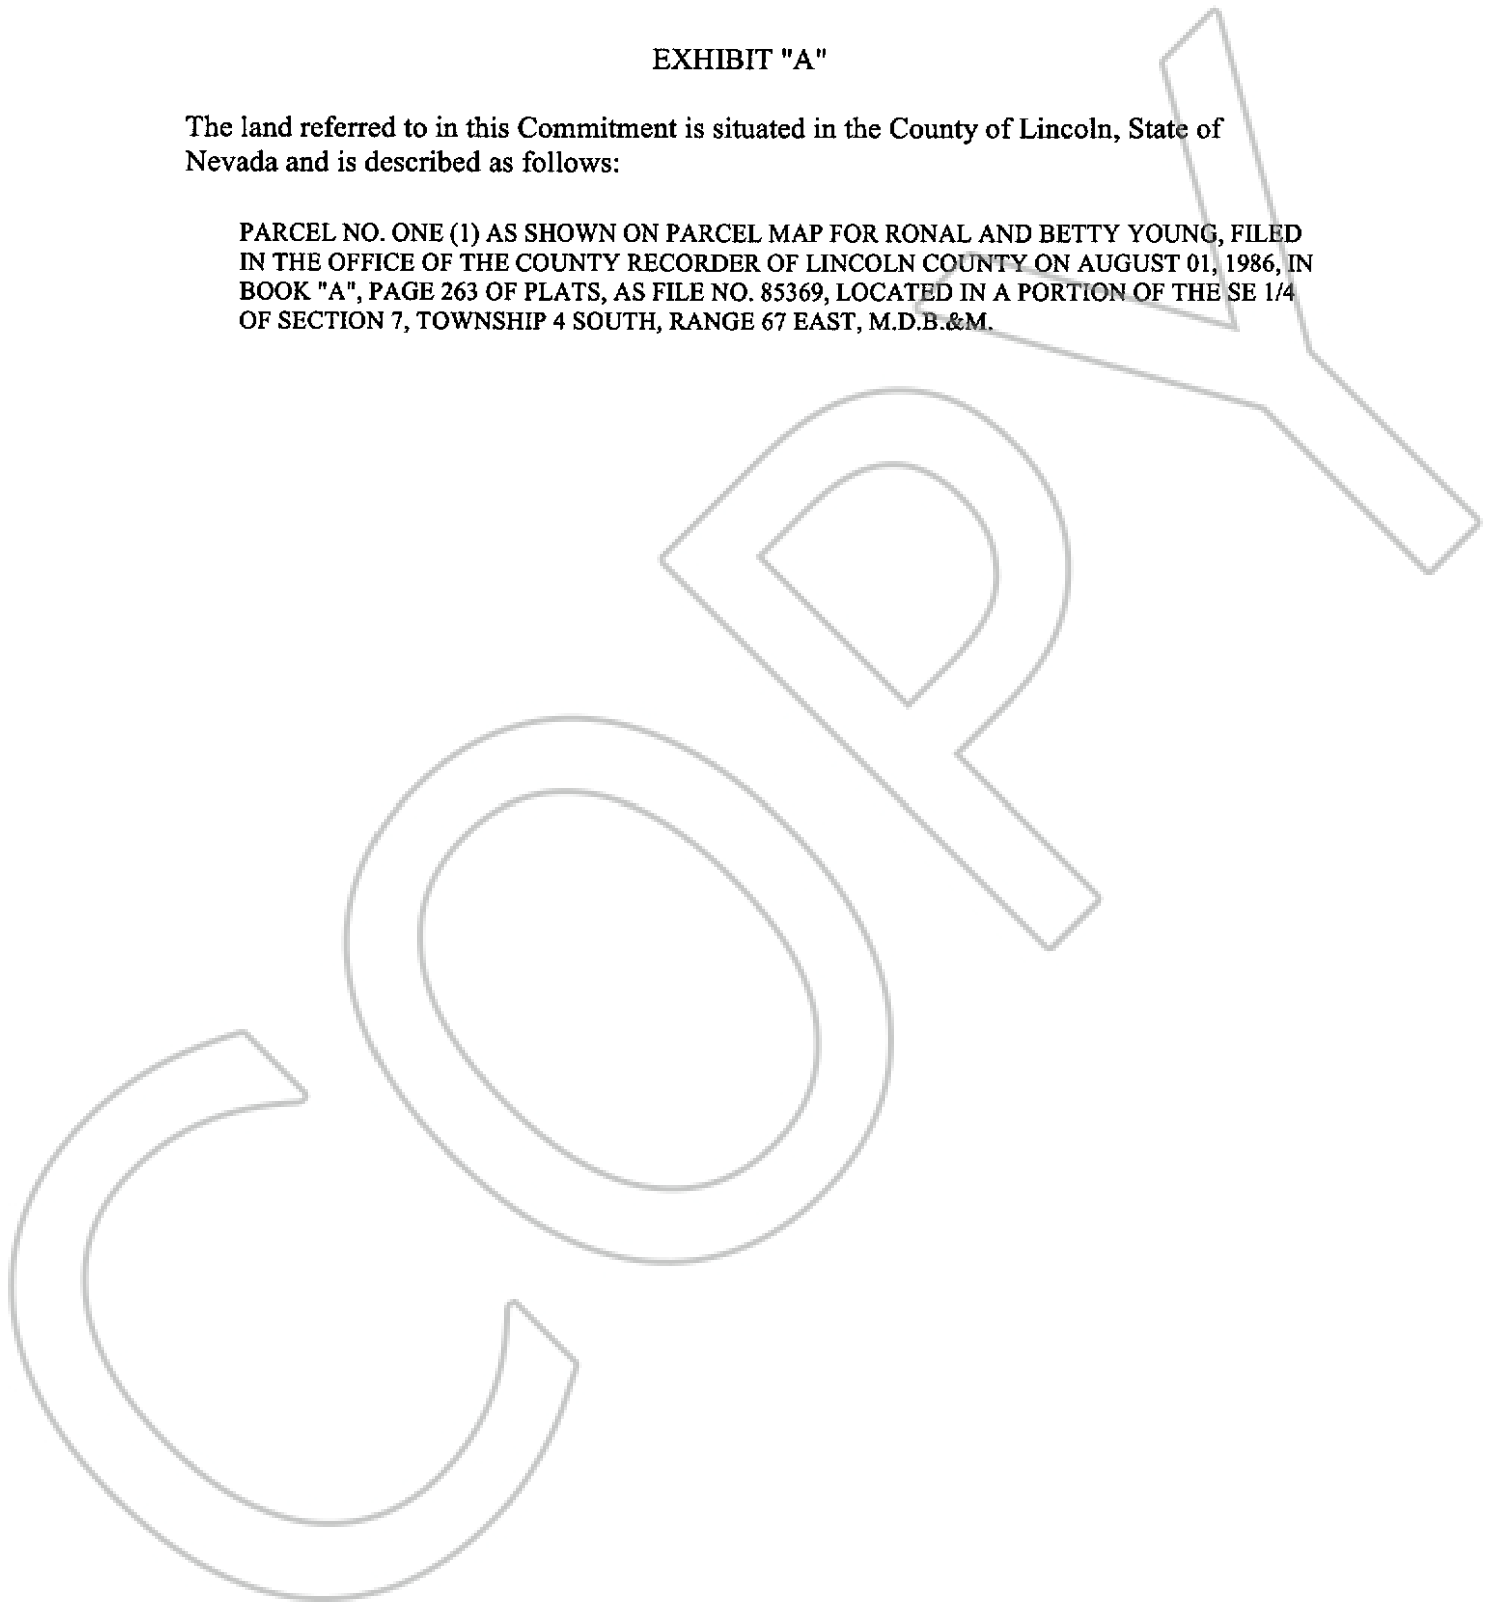 EXHIBIT "A"
The land referred to in this Commitment is situated in the County of Lincoln, State of
Nevada and is described as follows:
PARCEL NO. ONE (1) AS SHOWN ON PARCEL MAP FOR RONAL AND BETTY YOUNG, FILED
IN THE OFFICE OF THE COUNTY RECORDER OF LINCOLN COUNTY ON AUGUST 01, 1986, IN
BOOK "A", PAGE 263 OF PLATS, AS FILE NO. 85369, LOCATED IN A PORTION OF THE SE 1/4
OF SECTION 7, TOWNSHIP 4 SOUTH, RANGE 67 EAST, M.D.B.&M.
COPY